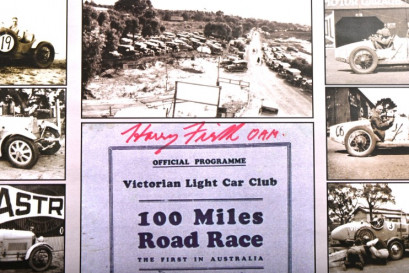 19
ASTR
Harry Firth OAM.
OFFICIAL PROGRAMME
Victorian Light Car Club
100 Miles
Road Race
THE FIRST IN AUSTRALIA